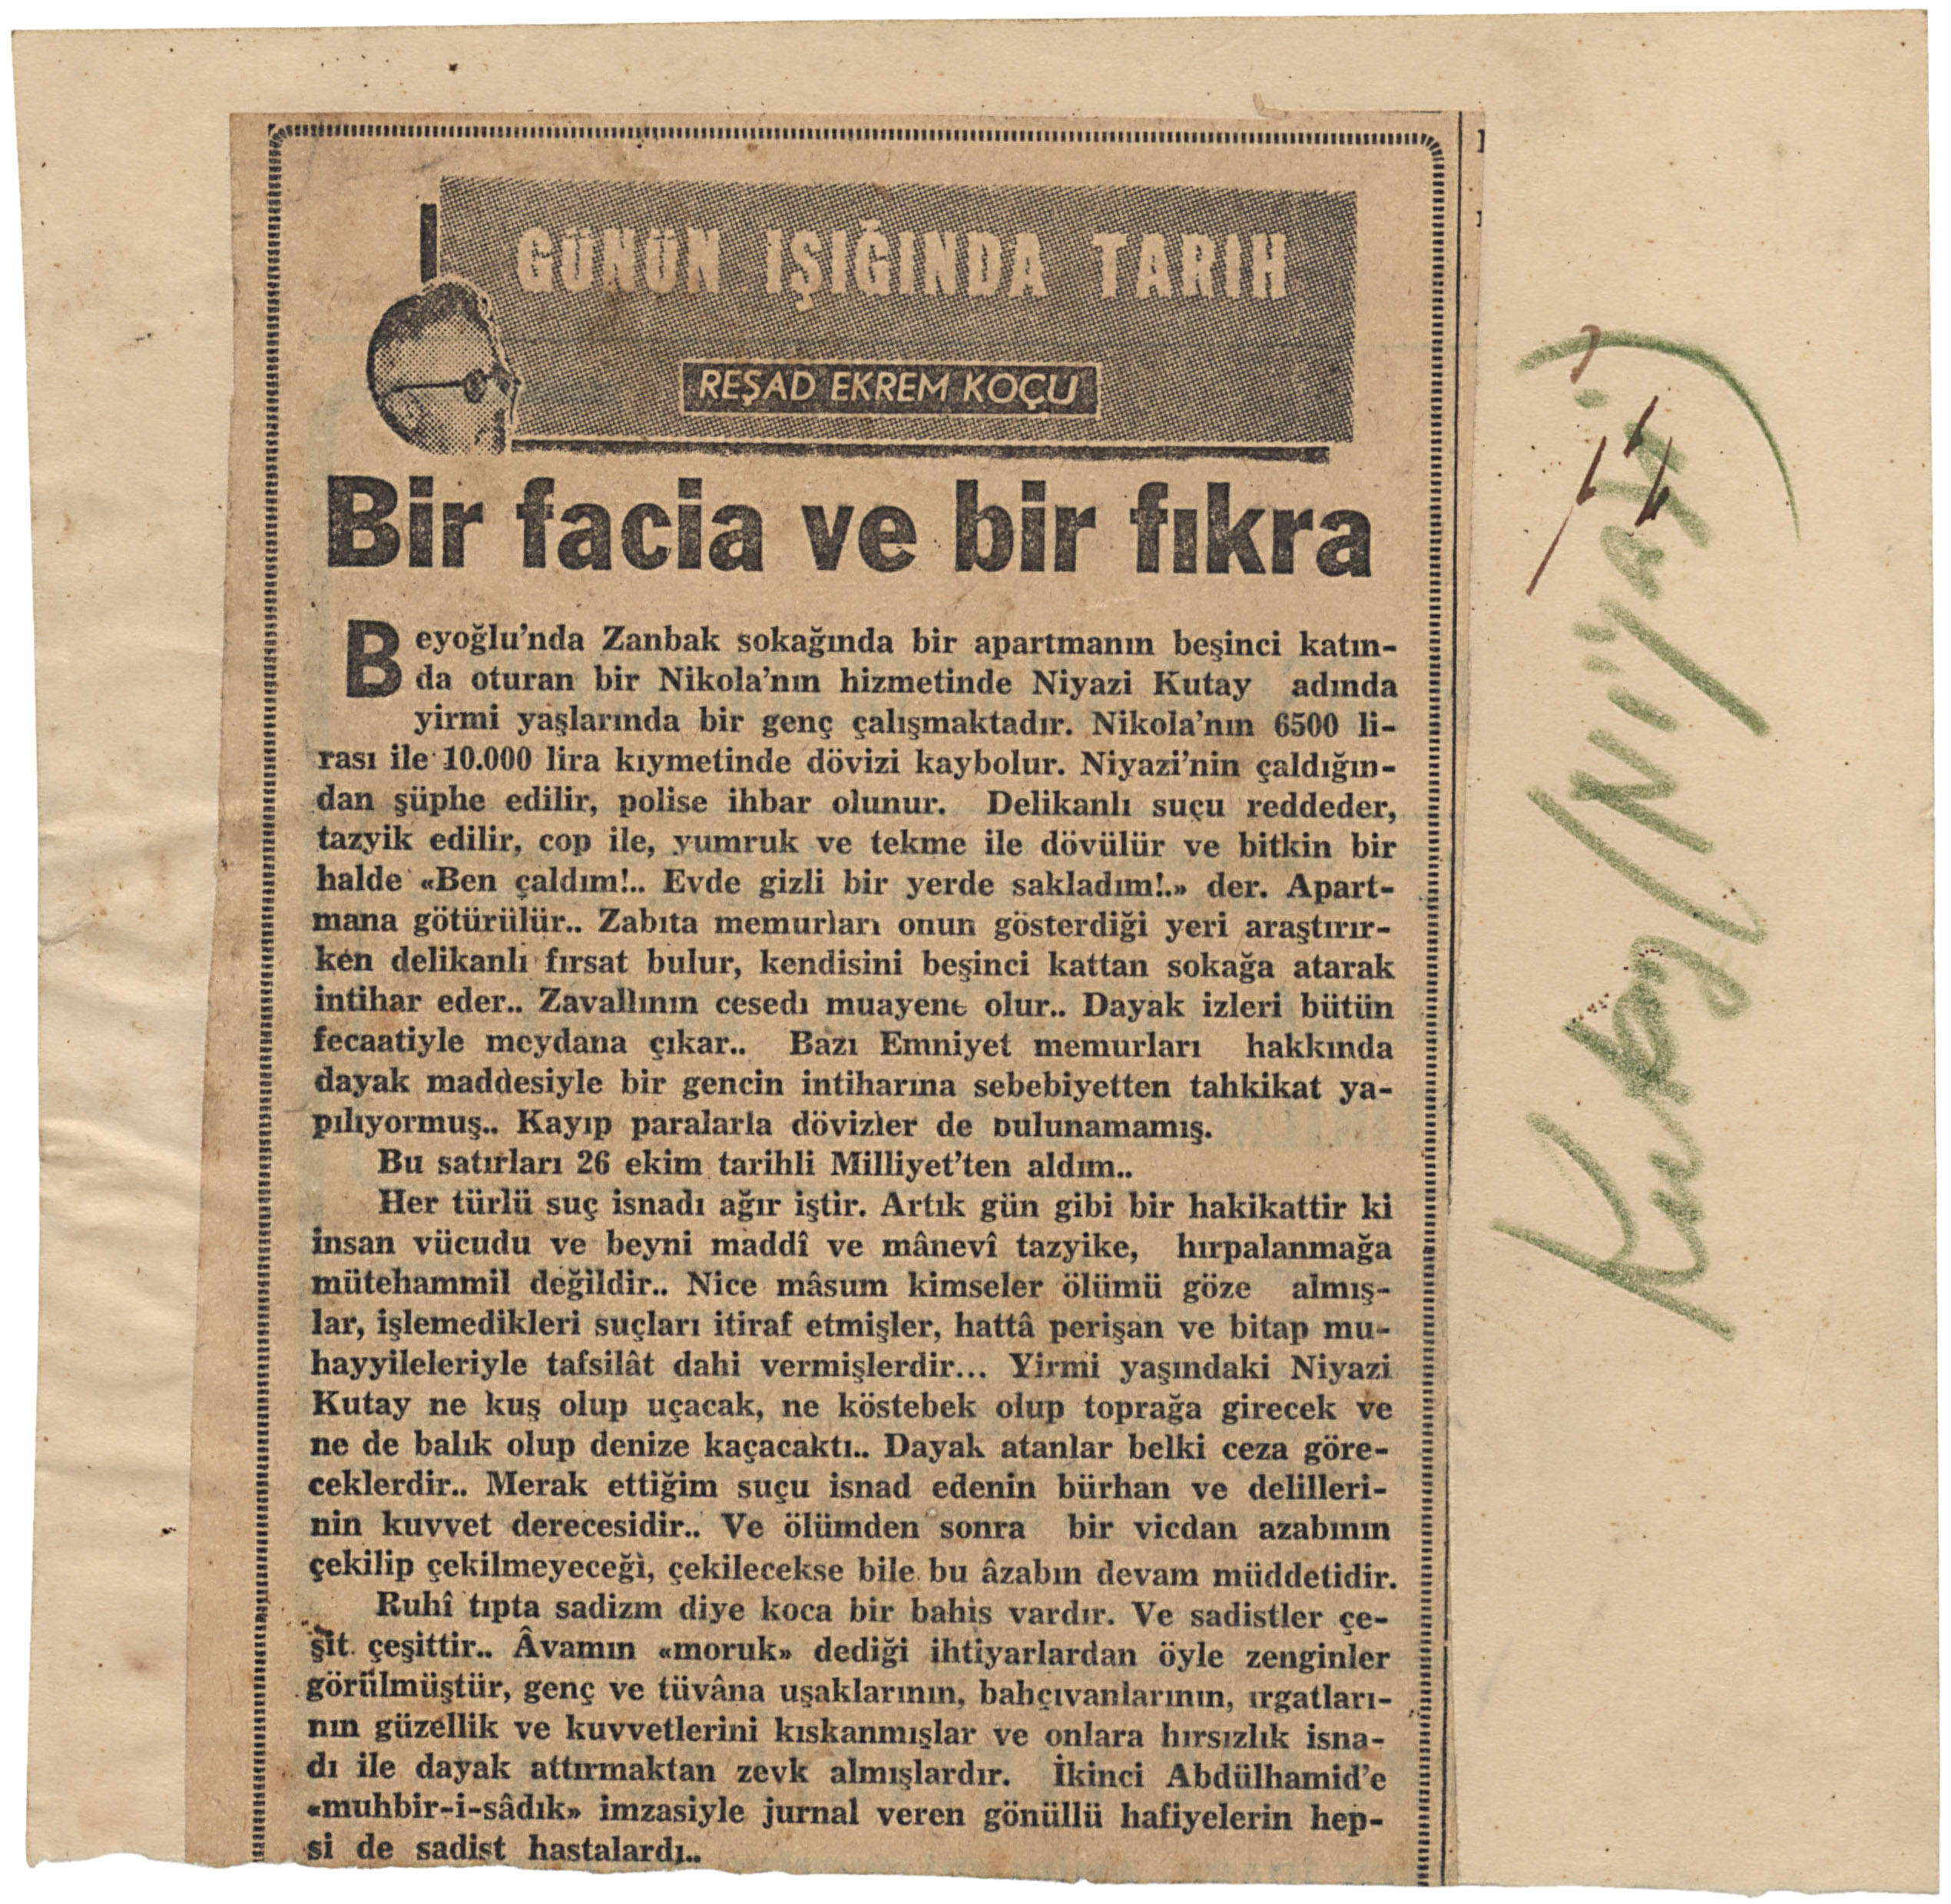 GÜNÜN IŞIĞINDA TARİH
REŞAD EKREM KOÇU
Bir facia ve bir fıkra
Beyoğlu'nda Zanbak sokağında bir apartmanın beşinci katın-
da oturan bir Nikola'nın hizmetinde Niyazi Kutay adında
yirmi yaşlarında bir genç çalışmaktadır. Nikola'nın 6500 li-
rası ile 10.000 lira kıymetinde dövizi kaybolur. Niyazi'nin çaldığın-
dan şüphe edilir, polise ihbar olunur. Delikanlı suçu reddeder,
tazyik edilir, cop ile, yumruk ve tekme ile dövülür ve bitkin bir
halde «Ben çaldım!.. Evde gizli bir yerde sakladım!.» der. Apart-
mana götürülür.. Zabıta memurları onun gösterdiği yeri araştırır-
ken delikanlı fırsat bulur, kendisini beşinci kattan sokağa atarak
intihar eder.. Zavallının cesedi muayene olur.. Dayak izleri bütün
fecaatiyle meydana çıkar.. Bazı Emniyet memurları hakkında
dayak maddesiyle bir gencin intiharına sebebiyetten tahkikat ya-
pılıyormuş.. Kayıp paralarla dövizler de bulunamamış.
Bu satırları 26 ekim tarihli Milliyet'ten aldım..
Her türlü suç isnadı ağır iştir. Artık gün gibi bir hakikattir ki
insan vücudu ve beyni maddî ve mânevî tazyike, hırpalanmağa
mütehammil değildir.. Nice mâsum kimseler ölümü göze almış-
lar, işlemedikleri suçları itiraf etmişler, hattâ perişan ve bitap mu-
hayyileleriyle tafsilât dahi vermişlerdir... Yirmi yaşındaki Niyazi
Kutay ne kuş olup uçacak, ne köstebek olup toprağa girecek ve
ne de balık olup denize kaçacaktı.. Dayak atanlar belki ceza göre-
ceklerdir.. Merak ettiğim suçu isnad edenin bürhan ve delilleri-
nin kuvvet derecesidir.. Ve ölümden sonra bir vicdan azabının
çekilip çekilmeyeceği, çekilecekse bile bu âzabın devam müddetidir.
Ruhî tıpta sadizm diye koca bir bahis vardır. Ve sadistler çe-
şit çeşittir.. Âvamın «moruk» dediği ihtiyarlardan öyle zenginler
görülmüştür, genç ve tüvâna uşaklarının, bahçıvanlarının, ırgatları-
nın güzellik ve kuvvetlerini kıskanmışlar ve onlara hırsızlık isna-
dı ile dayak attırmaktan zevk almışlardır. İkinci Abdülhamid'e
«muhbir-i-sâdık» imzasiyle jurnal veren gönüllü hafiyelerin hep-
si de sadist hastalardı..
Kutay (Niyazi)